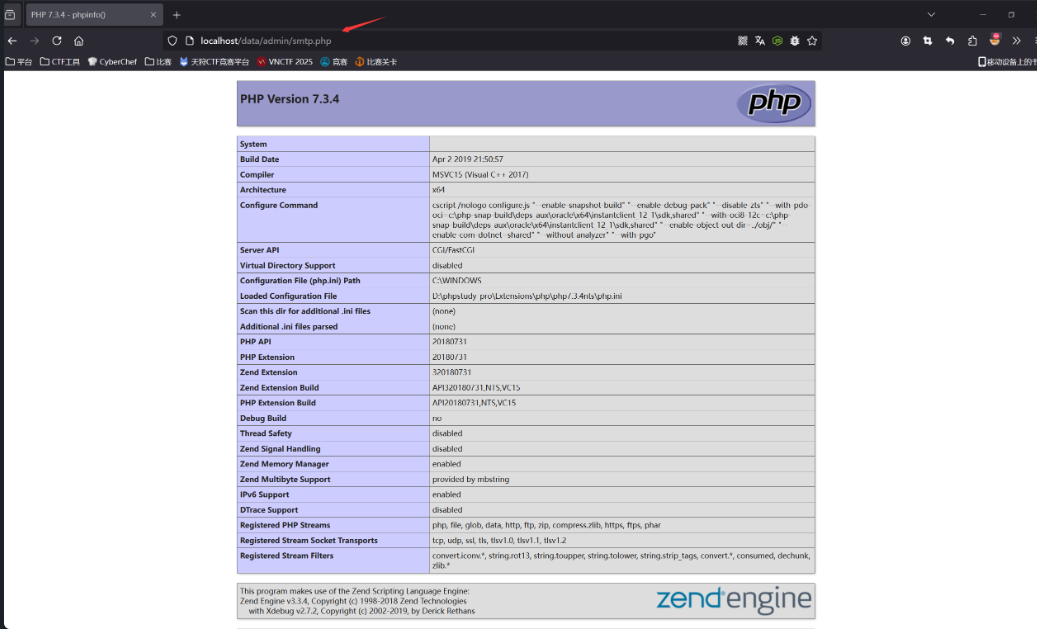 PHP 7.3.4 - phpinfo()
localhost/data/admin/smtp.php
平台 CTF工具 CyberChef 比赛 天狩CTF竞赛平台 VNCTF 2025 竞赛 比赛关卡 移动设备上的书
PHP Version 7.3.4
php
System
Build Date Apr 2 2019 21:50:57
Compiler MSVC15 (Visual C++ 2017)
Architecture x64
Configure Command cscript /nologo configure.js "--enable-snapshot-build" "--enable-debug-pack" "--disable-zts" "--with-pdo-
oci=c:\php-snap-build\deps_aux\oracle\x64\instantclient_12_1\sdk,shared" "--with-oci8-12c=c:\php-
snap-build\deps_aux\oracle\x64\instantclient_12_1\sdk,shared" "--enable-object-out-dir=../obj/" "--
enable-com-dotnet=shared" "--without-analyzer" "--with-pgo"
Server API CGI/FastCGI
Virtual Directory Support disabled
Configuration File (php.ini) Path C:\WINDOWS
Loaded Configuration File D:\phpstudy_pro\Extensions\php\php7.3.4nts\php.ini
Scan this dir for additional .ini files (none)
Additional .ini files parsed (none)
PHP API 20180731
PHP Extension 20180731
Zend Extension 320180731
Zend Extension Build API320180731,NTS,VC15
PHP Extension Build API20180731,NTS,VC15
Debug Build no
Thread Safety disabled
Zend Signal Handling disabled
Zend Memory Manager enabled
Zend Multibyte Support provided by mbstring
IPv6 Support enabled
DTrace Support disabled
Registered PHP Streams php, file, glob, data, http, ftp, zip, compress.zlib, https, ftps, phar
Registered Stream Socket Transports tcp, udp, ssl, tls, tlsv1.0, tlsv1.1, tlsv1.2
Registered Stream Filters convert.iconv.*, string.rot13, string.toupper, string.tolower, string.strip_tags, convert.*, consumed, dechunk,
zlib.*
This program makes use of the Zend Scripting Language Engine:
Zend Engine v3.3.4, Copyright (c) 1998-2018 Zend Technologies
with Xdebug v2.7.2, Copyright (c) 2002-2019, by Derick Rethans
zend engine